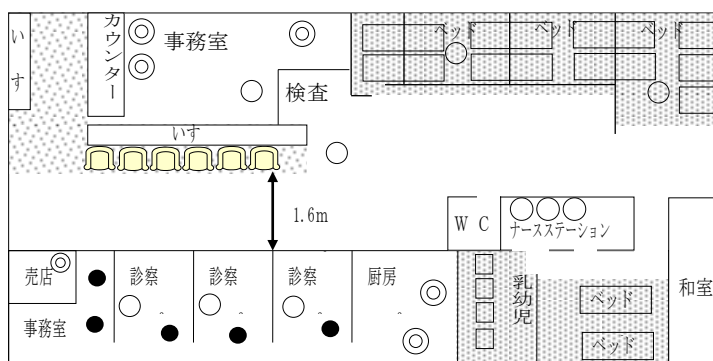 いす
カウンター
事務室
検査
いす
ベッド
ベッド
ベッド
1.6m
WC
ナースステーション
売店
事務室
診察
診察
診察
厨房
乳幼児
ベッド
ベッド
和室